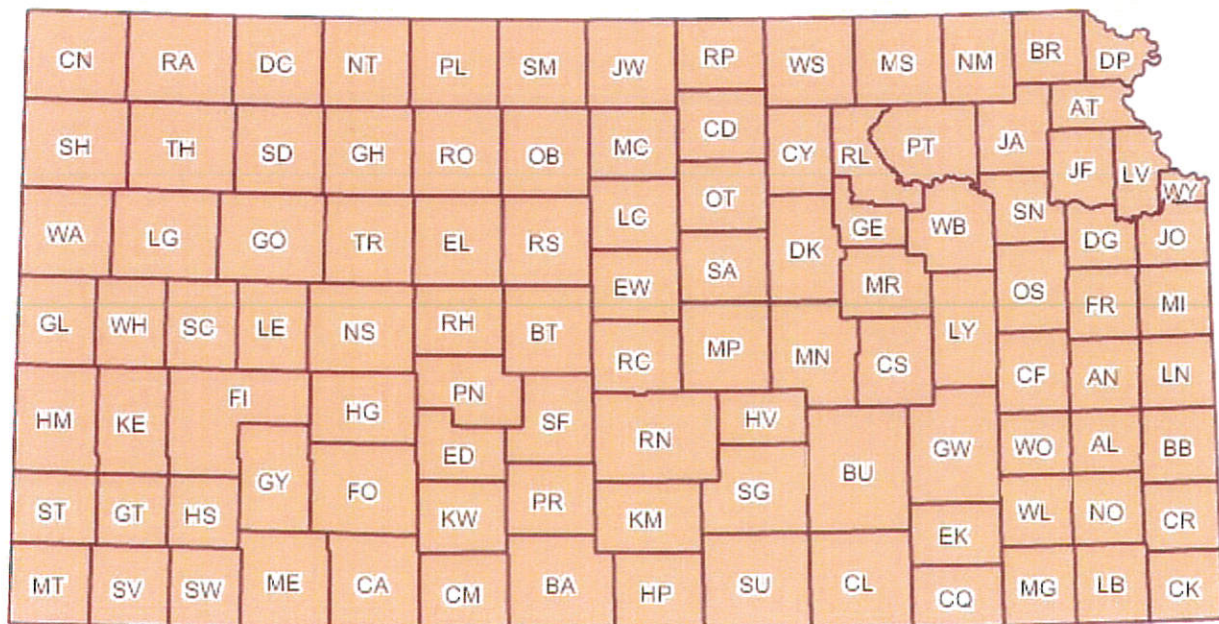 CN RA DC NT PL SM JW RP WS MS NM BR DP
SH TH SD GH RO OB MC CD CY RL PT JA AT
JF LV WY
WA LG GO TR EL RS LC OT DK GE WB SN DG JO
GL WH SC LE NS RH BT EW SA MR OS FR MI
RC MP MN CS LY
HM KE FI HG PN SF RN HV CF AN LN
ED BU GW WO AL BB
ST GT HS GY FO KW PR KM SG EK WL NO CR
MT SV SW ME CA CM BA HP SU CL CQ MG LB CK